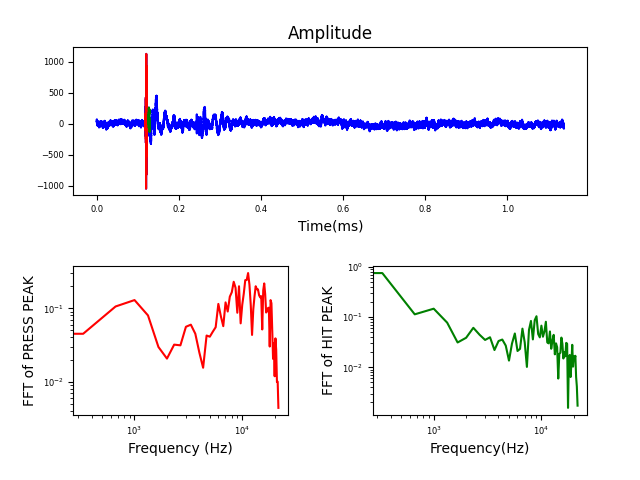 Amplitude
1000
500
0
−500
−1000
0.0 0.2 0.4 0.6 0.8 1.0
Time(ms)
FFT of PRESS PEAK
10⁻¹
10⁻²
10³ 10⁴
Frequency (Hz)
FFT of HIT PEAK
10⁰
10⁻¹
10⁻²
10³ 10⁴
Frequency(Hz)